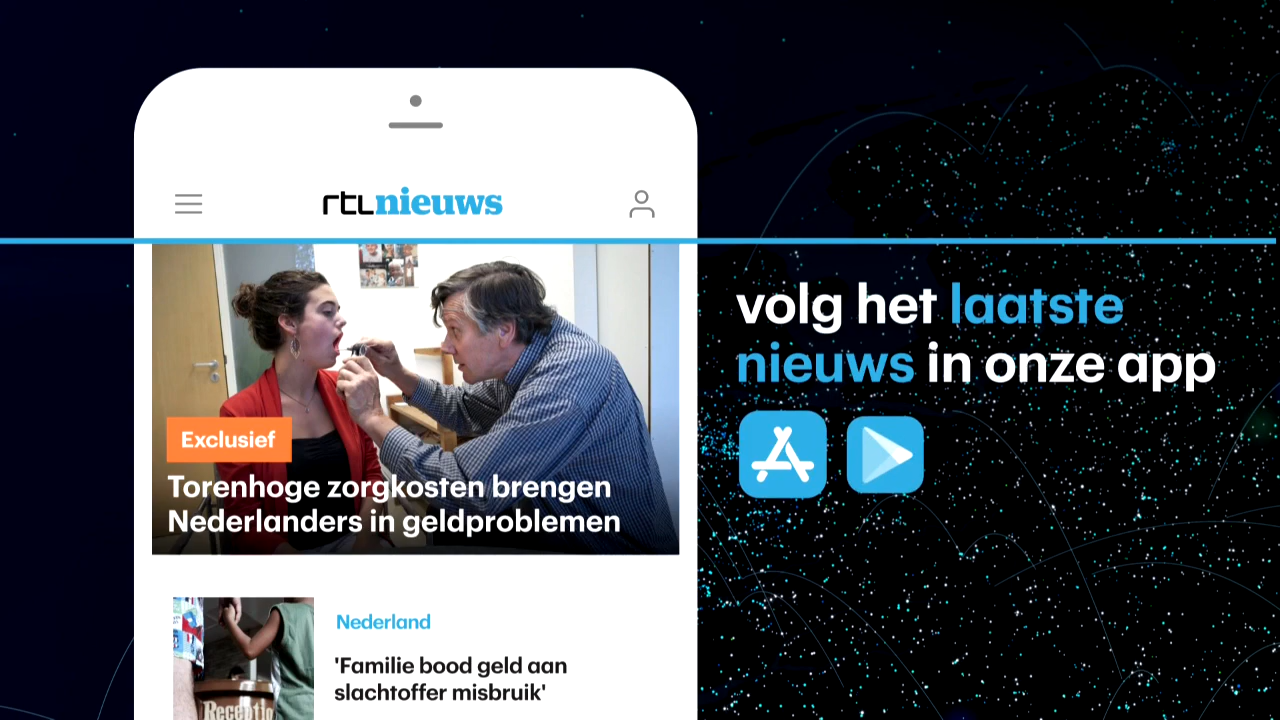 rtlnieuws
volg het laatste
nieuws in onze app
Exclusief
Torenhoge zorgkosten brengen
Nederlanders in geldproblemen
Nederland
'Familie bood geld aan
slachtoffer misbruik'
Receptio